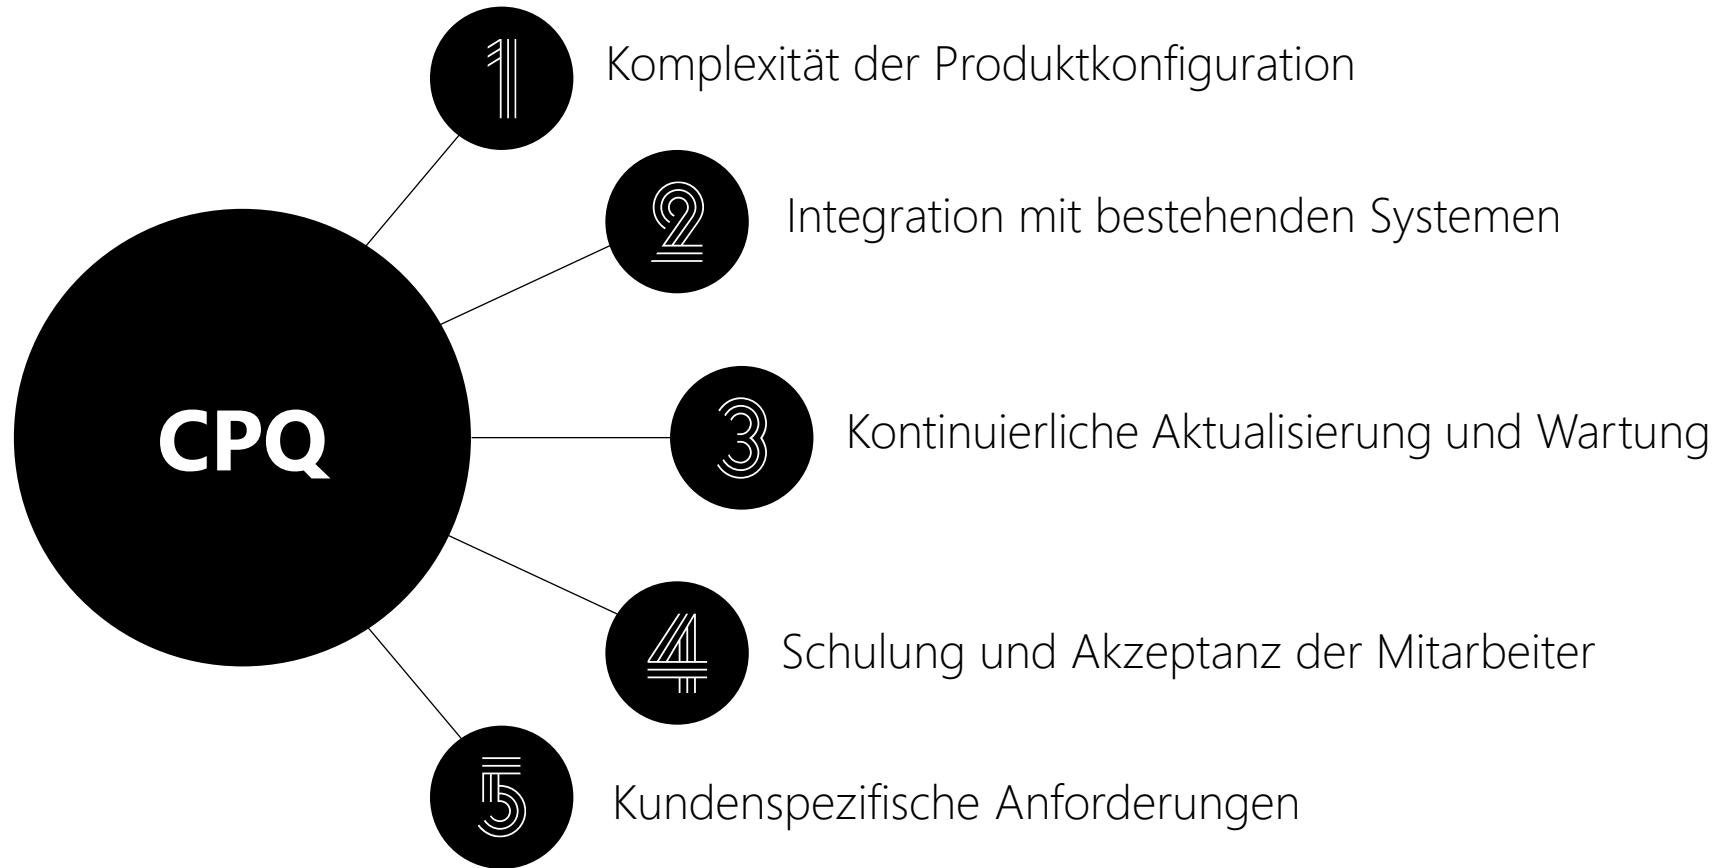 1
Komplexität der Produktkonfiguration
2
Integration mit bestehenden Systemen
CPQ
3
Kontinuierliche Aktualisierung und Wartung
4
Schulung und Akzeptanz der Mitarbeiter
5
Kundenspezifische Anforderungen